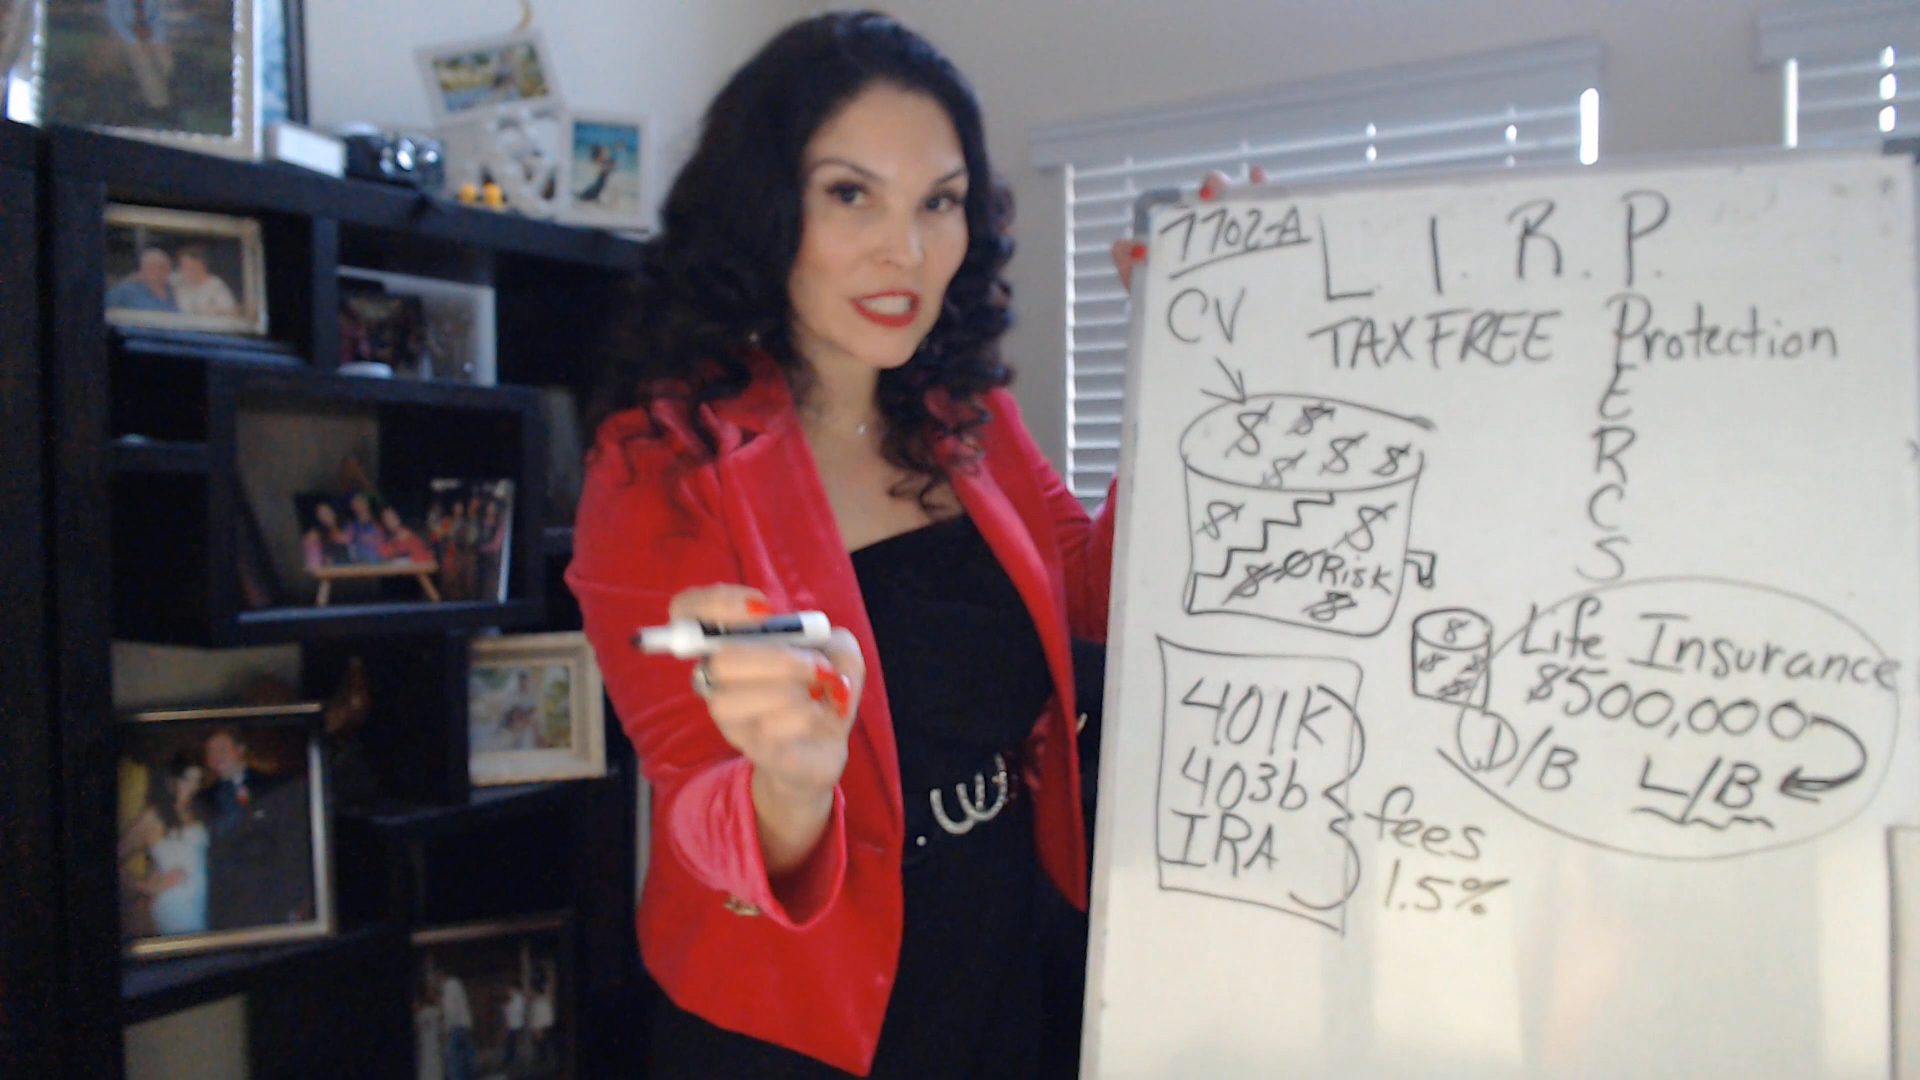 7702-A L. I. R. P.
CV TAX FREE Protection
P
E
R
C
S
$ $ $ $ $
$ $
$ Ø Risk
$
$
$ $
$
Life Insurance
$500,000
D/B L/B
401K
403b
IRA
fees
1.5%